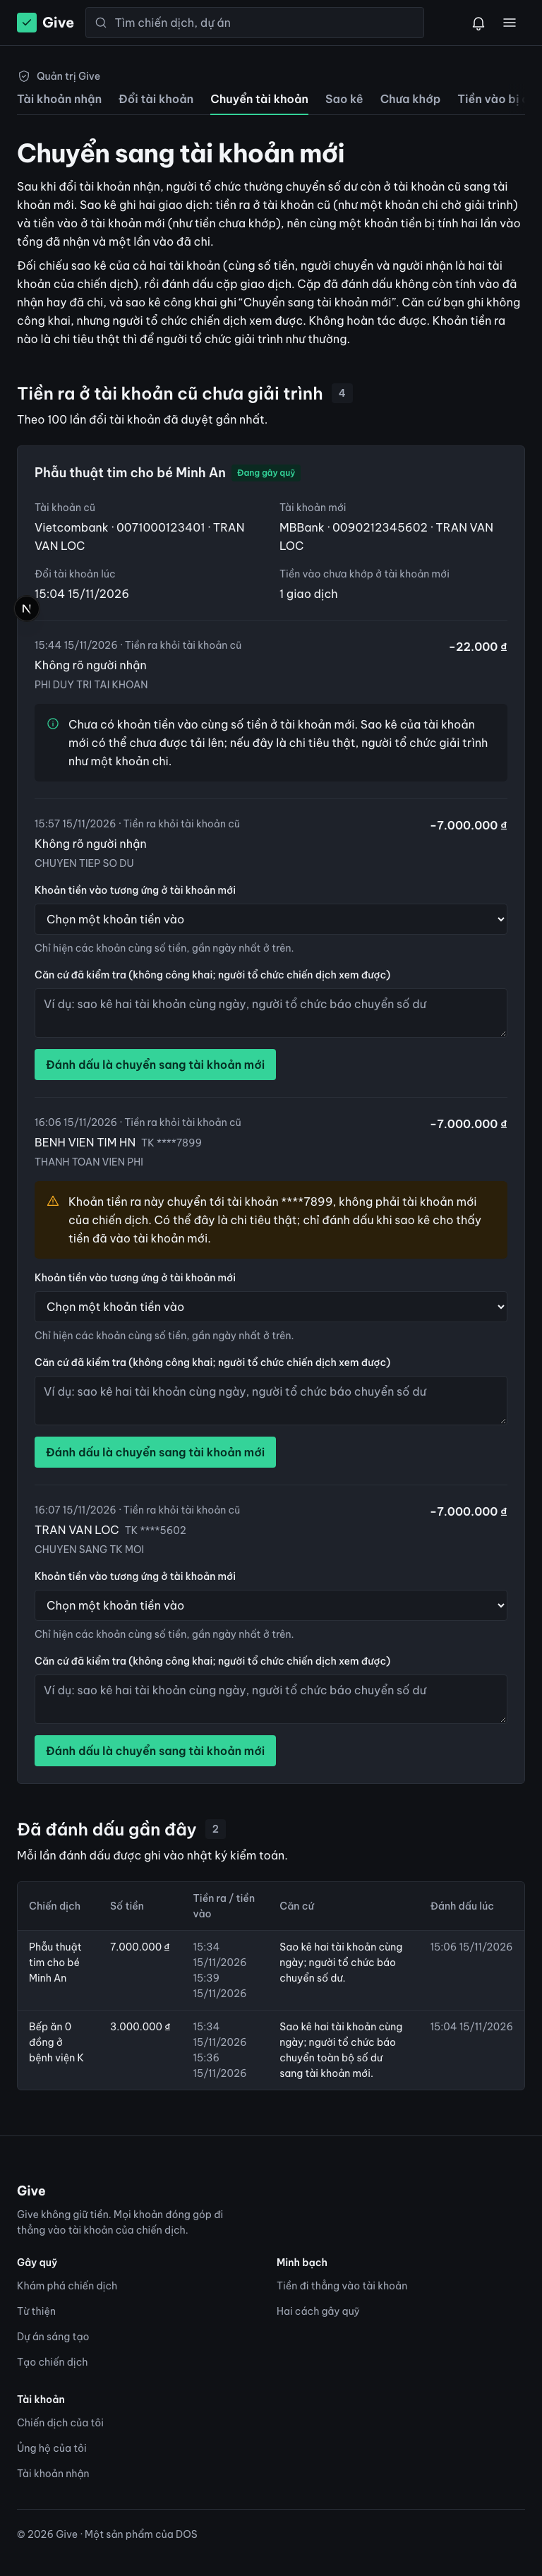 Give
Tìm chiến dịch, dự án
Quản trị Give
Tài khoản nhận Đổi tài khoản Chuyển tài khoản Sao kê Chưa khớp Tiền vào bị
Chuyển sang tài khoản mới
Sau khi đổi tài khoản nhận, người tổ chức thường chuyển số dư còn ở tài khoản cũ sang tài
khoản mới. Sao kê ghi hai giao dịch: tiền ra ở tài khoản cũ (như một khoản chi chờ giải trình)
và tiền vào ở tài khoản mới (như tiền chưa khớp), nên cùng một khoản tiền bị tính hai lần vào
tổng đã nhận và một lần vào đã chi.
Đối chiếu sao kê của cả hai tài khoản (cùng số tiền, người chuyển và người nhận là hai tài
khoản của chiến dịch), rồi đánh dấu cặp giao dịch. Cặp đã đánh dấu không còn tính vào đã
nhận hay đã chi, và sao kê công khai ghi “Chuyển sang tài khoản mới”. Căn cứ bạn ghi không
công khai, nhưng người tổ chức chiến dịch xem được. Không hoàn tác được. Khoản tiền ra
nào là chi tiêu thật thì để người tổ chức giải trình như thường.
Tiền ra ở tài khoản cũ chưa giải trình 4
Theo 100 lần đổi tài khoản đã duyệt gần nhất.
Phẫu thuật tim cho bé Minh An Đang gây quỹ
Tài khoản cũ
Vietcombank · 0071000123401 · TRAN
VAN LOC
Tài khoản mới
MBBank · 0090212345602 · TRAN VAN
LOC
Đổi tài khoản lúc
15:04 15/11/2026
Tiền vào chưa khớp ở tài khoản mới
1 giao dịch
N
15:44 15/11/2026 · Tiền ra khỏi tài khoản cũ -22.000 ₫
Không rõ người nhận
PHI DUY TRI TAI KHOAN
Chưa có khoản tiền vào cùng số tiền ở tài khoản mới. Sao kê của tài khoản
mới có thể chưa được tải lên; nếu đây là chi tiêu thật, người tổ chức giải trình
như một khoản chi.
15:57 15/11/2026 · Tiền ra khỏi tài khoản cũ -7.000.000 ₫
Không rõ người nhận
CHUYEN TIEP SO DU
Khoản tiền vào tương ứng ở tài khoản mới
Chọn một khoản tiền vào
Chỉ hiện các khoản cùng số tiền, gần ngày nhất ở trên.
Căn cứ đã kiểm tra (không công khai; người tổ chức chiến dịch xem được)
Ví dụ: sao kê hai tài khoản cùng ngày, người tổ chức báo chuyển số dư
Đánh dấu là chuyển sang tài khoản mới
16:06 15/11/2026 · Tiền ra khỏi tài khoản cũ -7.000.000 ₫
BENH VIEN TIM HN TK ****7899
THANH TOAN VIEN PHI
Khoản tiền ra này chuyển tới tài khoản ****7899, không phải tài khoản mới
của chiến dịch. Có thể đây là chi tiêu thật; chỉ đánh dấu khi sao kê cho thấy
tiền đã vào tài khoản mới.
Khoản tiền vào tương ứng ở tài khoản mới
Chọn một khoản tiền vào
Chỉ hiện các khoản cùng số tiền, gần ngày nhất ở trên.
Căn cứ đã kiểm tra (không công khai; người tổ chức chiến dịch xem được)
Ví dụ: sao kê hai tài khoản cùng ngày, người tổ chức báo chuyển số dư
Đánh dấu là chuyển sang tài khoản mới
16:07 15/11/2026 · Tiền ra khỏi tài khoản cũ -7.000.000 ₫
TRAN VAN LOC TK ****5602
CHUYEN SANG TK MOI
Khoản tiền vào tương ứng ở tài khoản mới
Chọn một khoản tiền vào
Chỉ hiện các khoản cùng số tiền, gần ngày nhất ở trên.
Căn cứ đã kiểm tra (không công khai; người tổ chức chiến dịch xem được)
Ví dụ: sao kê hai tài khoản cùng ngày, người tổ chức báo chuyển số dư
Đánh dấu là chuyển sang tài khoản mới
Đã đánh dấu gần đây 2
Mỗi lần đánh dấu được ghi vào nhật ký kiểm toán.
Chiến dịch
Số tiền
Tiền ra / tiền
vào
Căn cứ
Đánh dấu lúc
Phẫu thuật
tim cho bé
Minh An
7.000.000 ₫
15:34
15/11/2026
15:39
15/11/2026
Sao kê hai tài khoản cùng
ngày; người tổ chức báo
chuyển số dư.
15:06 15/11/2026
Bếp ăn 0
đồng ở
bệnh viện K
3.000.000 ₫
15:34
15/11/2026
15:36
15/11/2026
Sao kê hai tài khoản cùng
ngày; người tổ chức báo
chuyển toàn bộ số dư
sang tài khoản mới.
15:04 15/11/2026
Give
Give không giữ tiền. Mọi khoản đóng góp đi
thẳng vào tài khoản của chiến dịch.
Gây quỹ
Khám phá chiến dịch
Từ thiện
Dự án sáng tạo
Tạo chiến dịch
Minh bạch
Tiền đi thẳng vào tài khoản
Hai cách gây quỹ
Tài khoản
Chiến dịch của tôi
Ủng hộ của tôi
Tài khoản nhận
© 2026 Give · Một sản phẩm của DOS